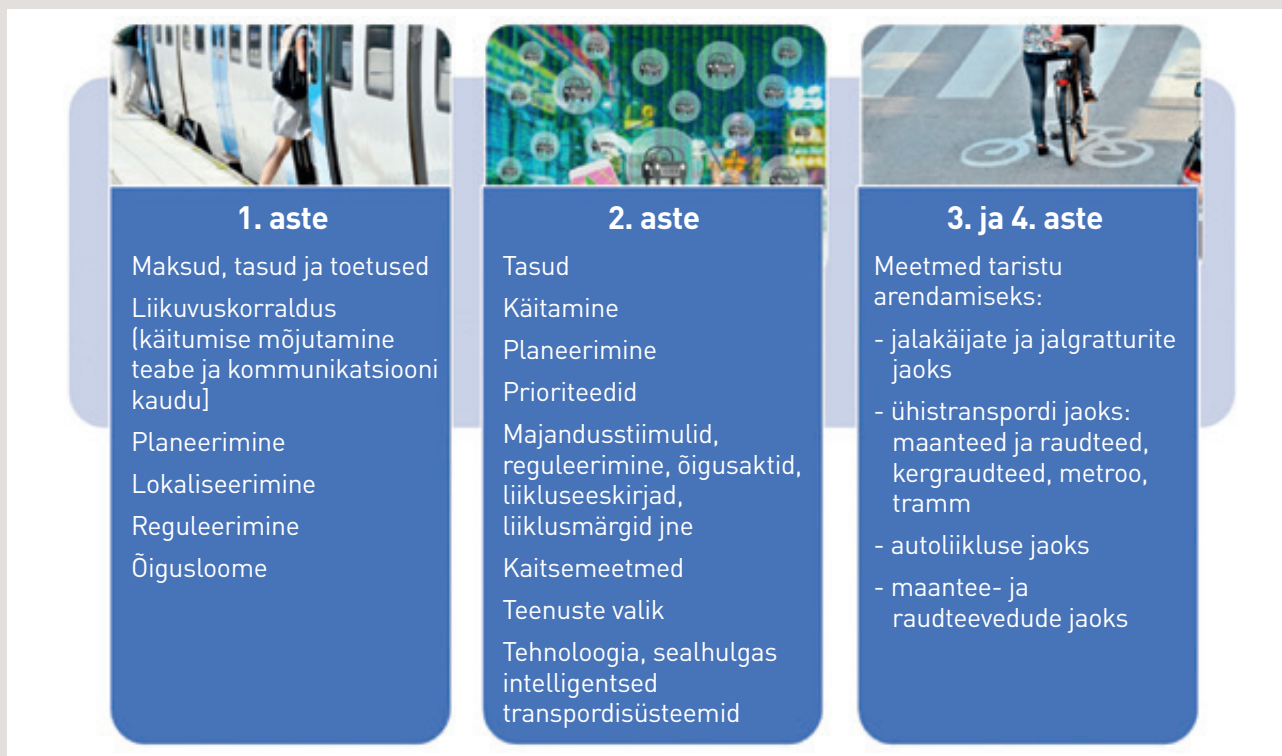 1. aste
Maksud, tasud ja toetused
Liikuvuskorraldus
(käitumise mõjutamine
teabe ja kommunikatsiooni
kaudu]
Planeerimine
Lokaliseerimine
Reguleerimine
Õigusloome
2. aste
Tasud
Käitamine
Planeerimine
Prioriteedid
Majandusstiimulid,
reguleerimine, õigusaktid,
liikluseeskirjad,
liiklusmärgid jne
Kaitsemeetmed
Teenuste valik
Tehnoloogia, sealhulgas
intelligentsed
transpordisüsteemid
3. ja 4. aste
Meetmed taristu
arendamiseks:
- jalakäijate ja jalgratturite
jaoks
- ühistranspordi jaoks:
maanteed ja raudteed,
kergraudteed, metroo,
tramm
- autoliikluse jaoks
- maantee- ja
raudteevedude jaoks